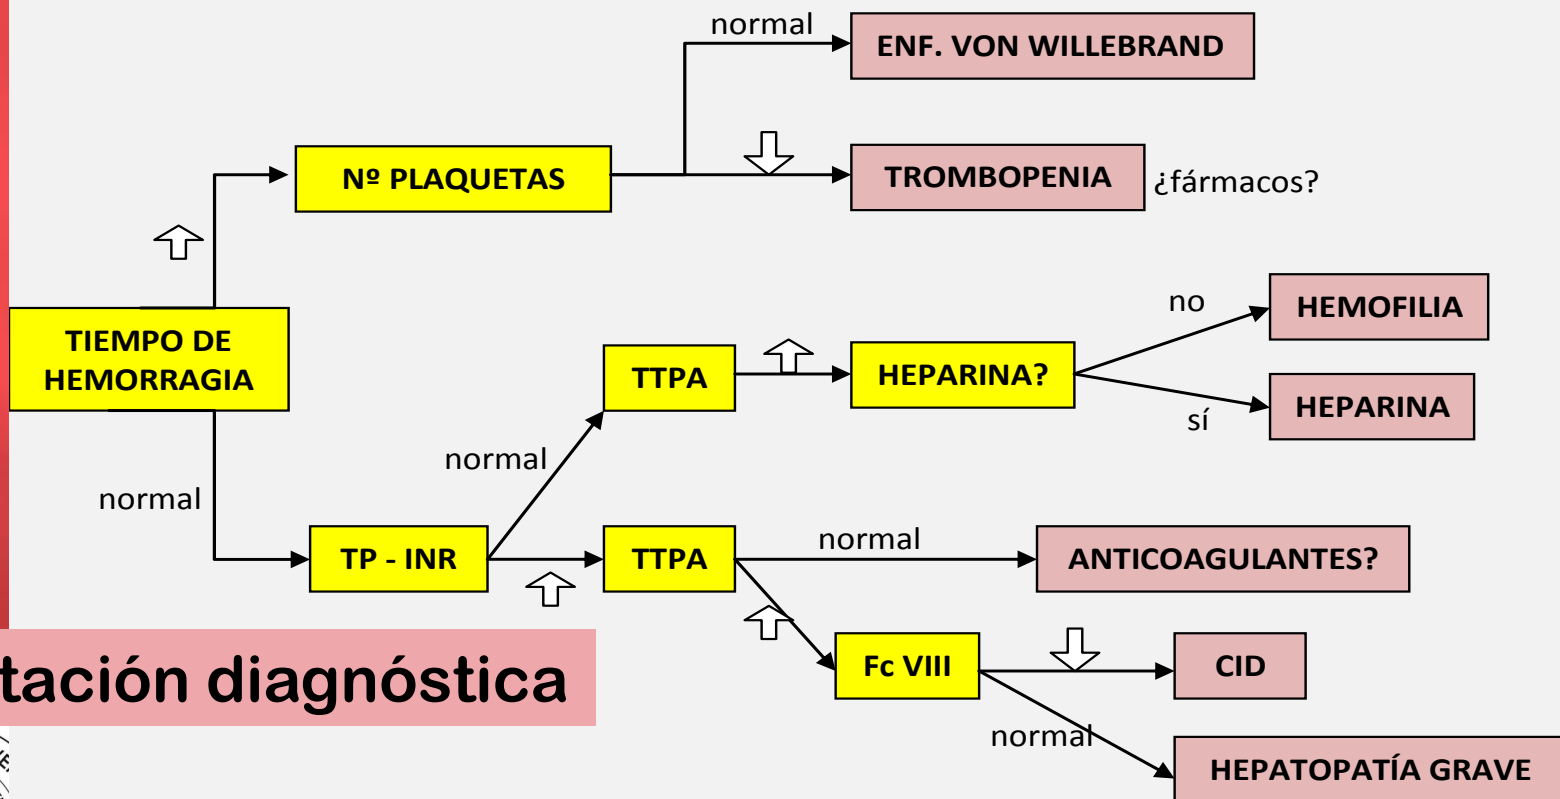 normal
ENF. VON WILLEBRAND
Nº PLAQUETAS
TROMBOPENIA
¿fármacos?
TIEMPO DE
HEMORRAGIA
no
HEMOFILIA
TTPA
HEPARINA?
sí
HEPARINA
normal
normal
TP - INR
TTPA
normal
ANTICOAGULANTES?
Fc VIII
CID
tación diagnóstica
normal
HEPATOPATÍA GRAVE